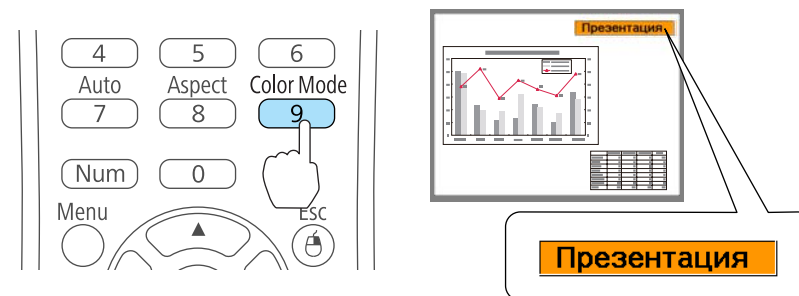 4 5 6
Auto Aspect Color Mode
7 8 9
Num 0
Menu Esc
Презентация
Презентация